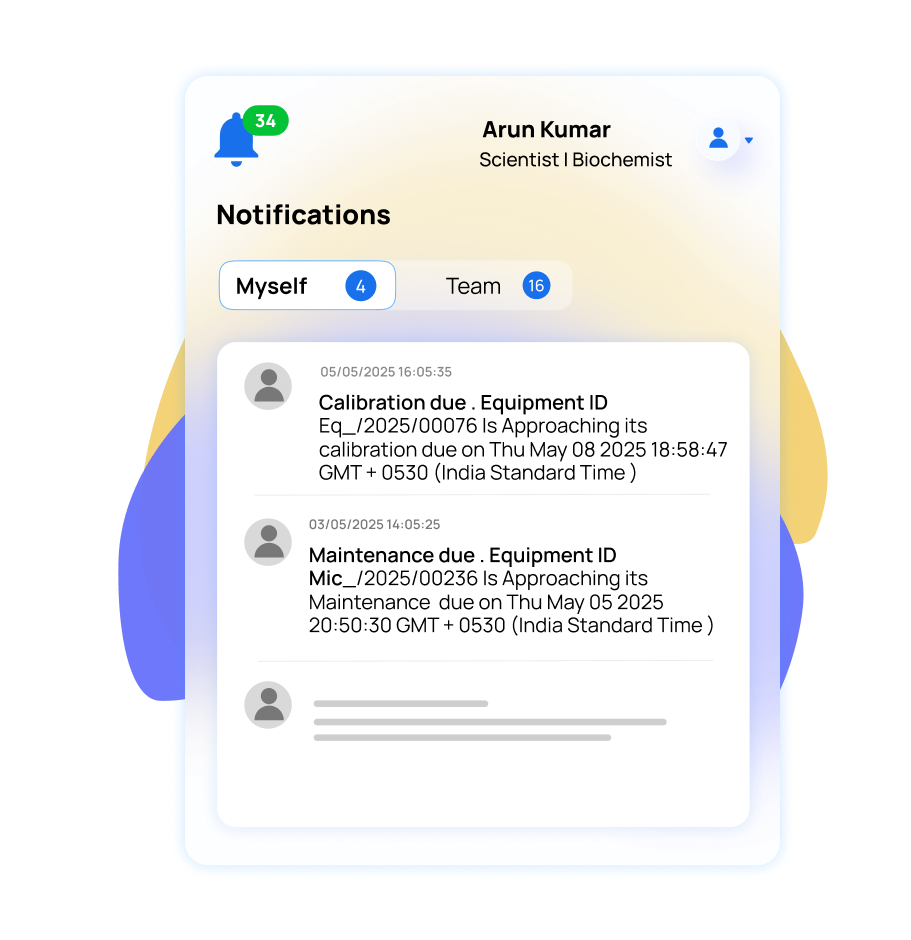 34
Arun Kumar
Scientist | Biochemist
Notifications
Myself 4 Team 16
05/05/2025 16:05:35
Calibration due . Equipment ID
Eq_/2025/00076 Is Approaching its
calibration due on Thu May 08 2025 18:58:47
GMT + 0530 (India Standard Time )
03/05/2025 14:05:25
Maintenance due . Equipment ID
Mic_/2025/00236 Is Approaching its
Maintenance  due on Thu May 05 2025
20:50:30 GMT + 0530 (India Standard Time )